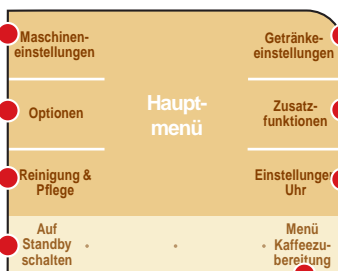 Maschinen-
einstellungen
Getränke-
einstellungen
Optionen
Haupt-
menü
Zusatz-
funktionen
Reinigung &
Pflege
Einstellungen
Uhr
Auf
Standby
schalten
Menü
Kaffeezu-
bereitung